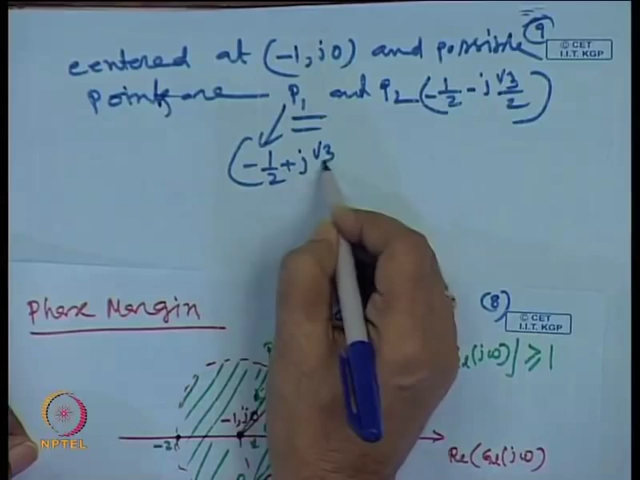 centered at (-1, j0) and possible
9
© CET
I.I.T. KGP
points are P1 and P2 (-1/2 - j √3/2)
(-1/2 + j √3
Phase Margin
(8)
© CET
I.I.T. KGP
(jω)| ≥ 1
-1, j0
-2
Re(Gl(jω))
NPTEL